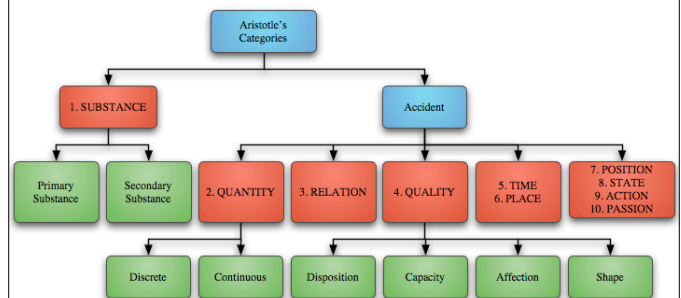 Aristotle's
Categories
1. SUBSTANCE
Accident
Primary
Substance
Secondary
Substance
2. QUANTITY
3. RELATION
4. QUALITY
5. TIME
6. PLACE
7. POSITION
8. STATE
9. ACTION
10. PASSION
Discrete
Continuous
Disposition
Capacity
Affection
Shape